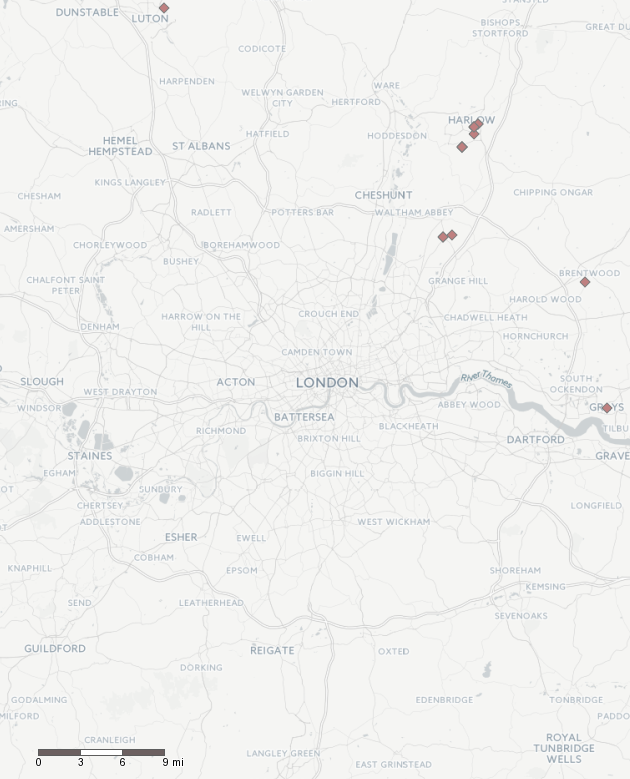 STANSTED
DUNSTABLE
LUTON
BISHOPS
STORTFORD
GREAT DU
CODICOTE
HARPENDEN
WARE
WELWYN GARDEN
CITY
HERTFORD
RING
HARLOW
HATFIELD
HODDESDON
HEMEL
HEMPSTEAD
ST ALBANS
KINGS LANGLEY
CHESHAM
CHESHUNT
CHIPPING ONGAR
RADLETT
POTTERS BAR
WALTHAM ABBEY
AMERSHAM
CHORLEYWOOD
BOREHAMWOOD
BUSHEY
BRENTWOOD
CHALFONT SAINT
PETER
GRANGE HILL
HAROLD WOOD
HARROW ON THE
HILL
CROUCH END
CHADWELL HEATH
DENHAM
HORNCHURCH
CAMDEN TOWN
SLOUGH
WEST DRAYTON
ACTON
LONDON
River Thames
SOUTH
OCKENDON
WINDSOR
ABBEY WOOD
GRAYS
BATTERSEA
RICHMOND
BLACKHEATH
TILBU
BRIXTON HILL
DARTFORD
STAINES
GRAVE
EGHAM
BIGGIN HILL
OT
SUNBURY
CHERTSEY
LONGFIELD
ADDLESTONE
WEST WICKHAM
ESHER
EWELL
COBHAM
KNAPHILL
EPSOM
SHOREHAM
KEMSING
SEND
LEATHERHEAD
SEVENOAKS
GUILDFORD
REIGATE
OXTED
DORKING
GODALMING
EDENBRIDGE
TONBRIDGE
MILFORD
PADDO
CRANLEIGH
ROYAL
TUNBRIDGE
WELLS
LANGLEY GREEN
EAST GRINSTEAD
0 3 6 9 mi